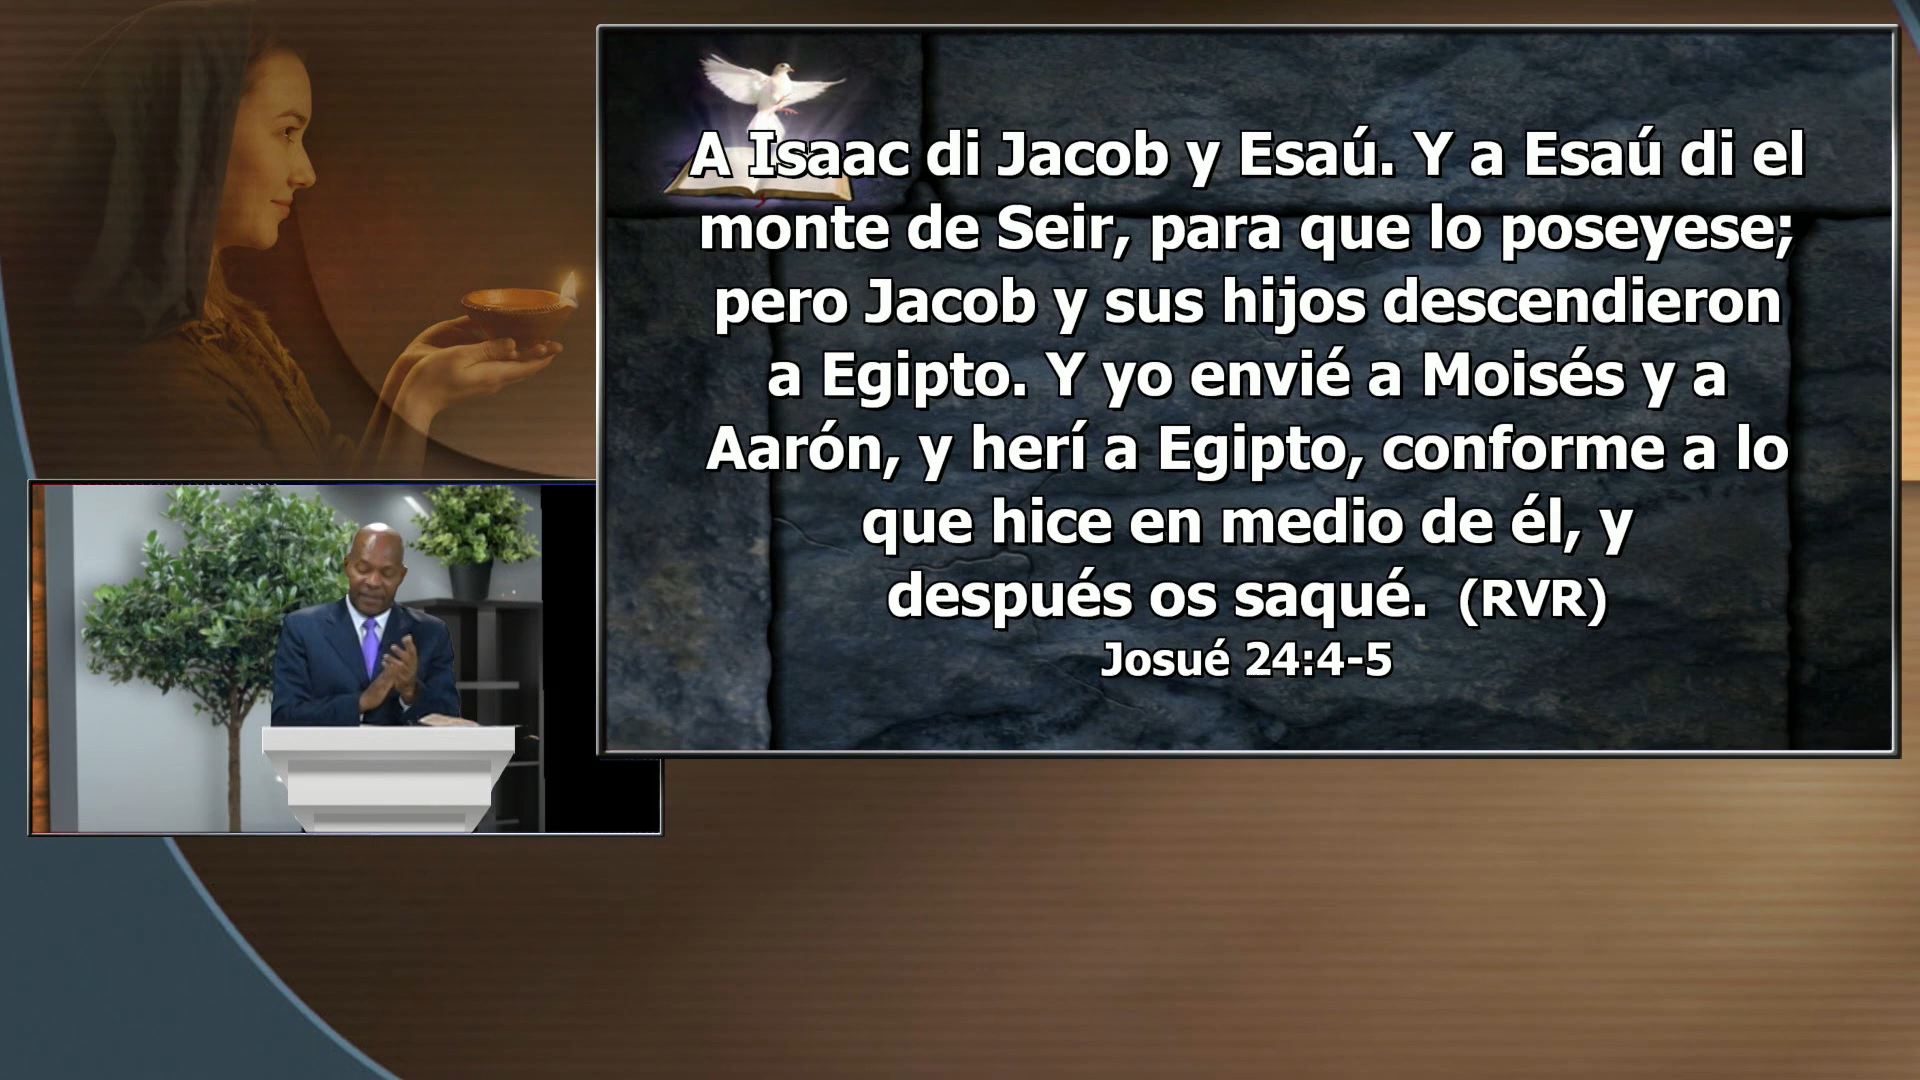 A Isaac di Jacob y Esaú. Y a Esaú di el
monte de Seir, para que lo poseyese;
pero Jacob y sus hijos descendieron
a Egipto. Y yo envié a Moisés y a
Aarón, y herí a Egipto, conforme a lo
que hice en medio de él, y
después os saqué. (RVR)
Josué 24:4-5